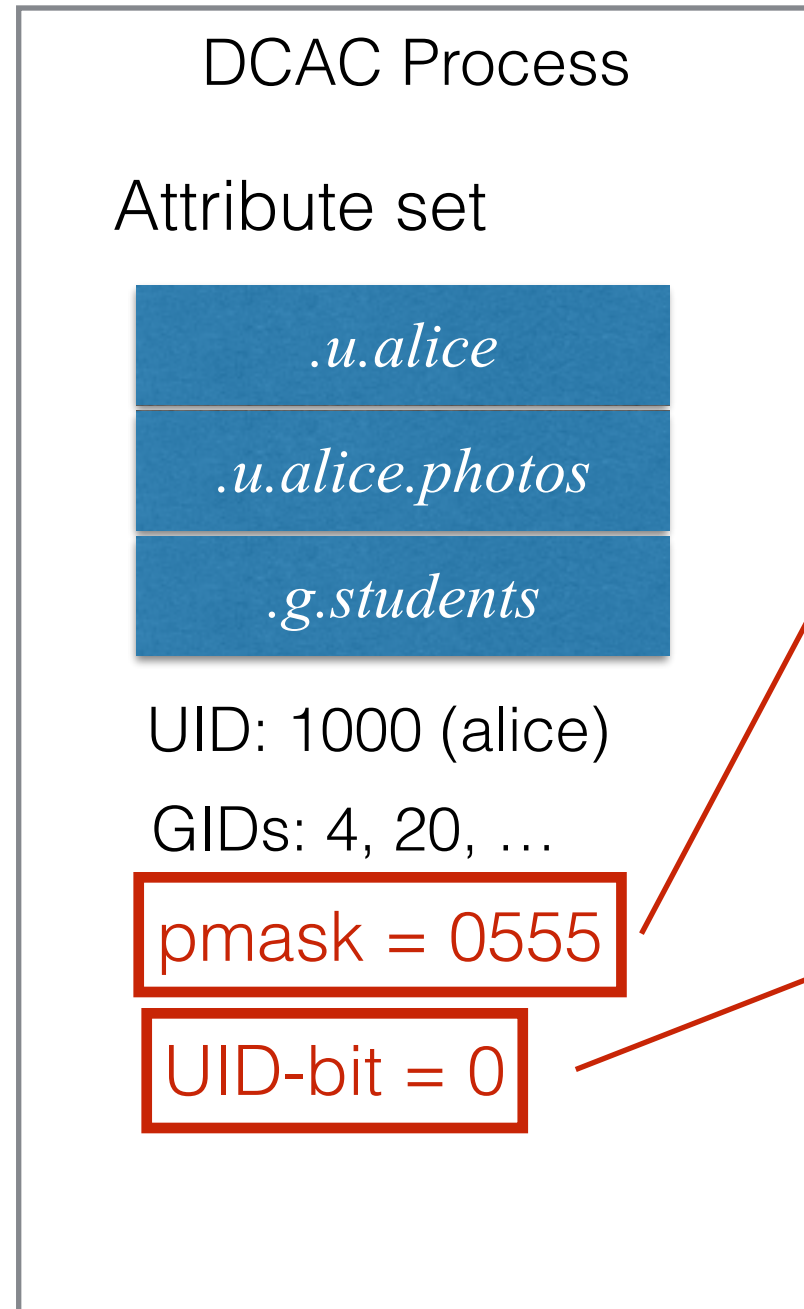 DCAC Process
Attribute set
.u.alice
.u.alice.photos
.g.students
UID: 1000 (alice)
GIDs: 4, 20, …
pmask = 0555
UID-bit = 0